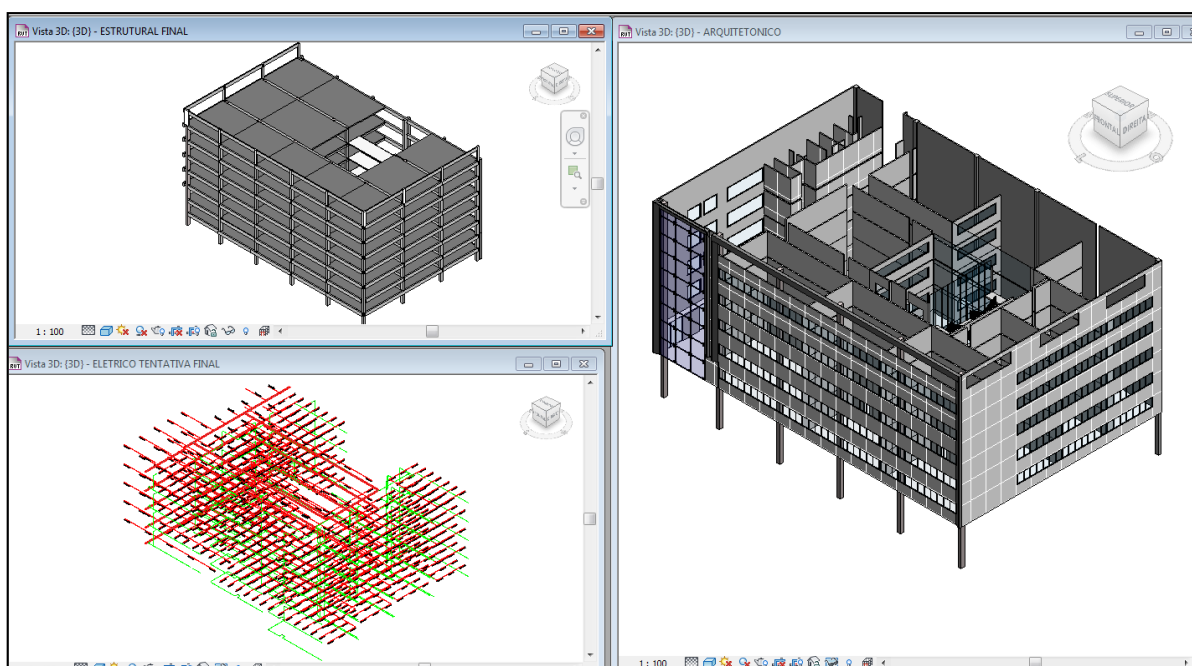 Vista 3D: {3D} - ESTRUTURAL FINAL
1 : 100
Vista 3D: {3D} - ELETRICO TENTATIVA FINAL
Vista 3D: {3D} - ARQUITETONICO
SUPERIOR
FRONTAL DIREITA
1 : 100